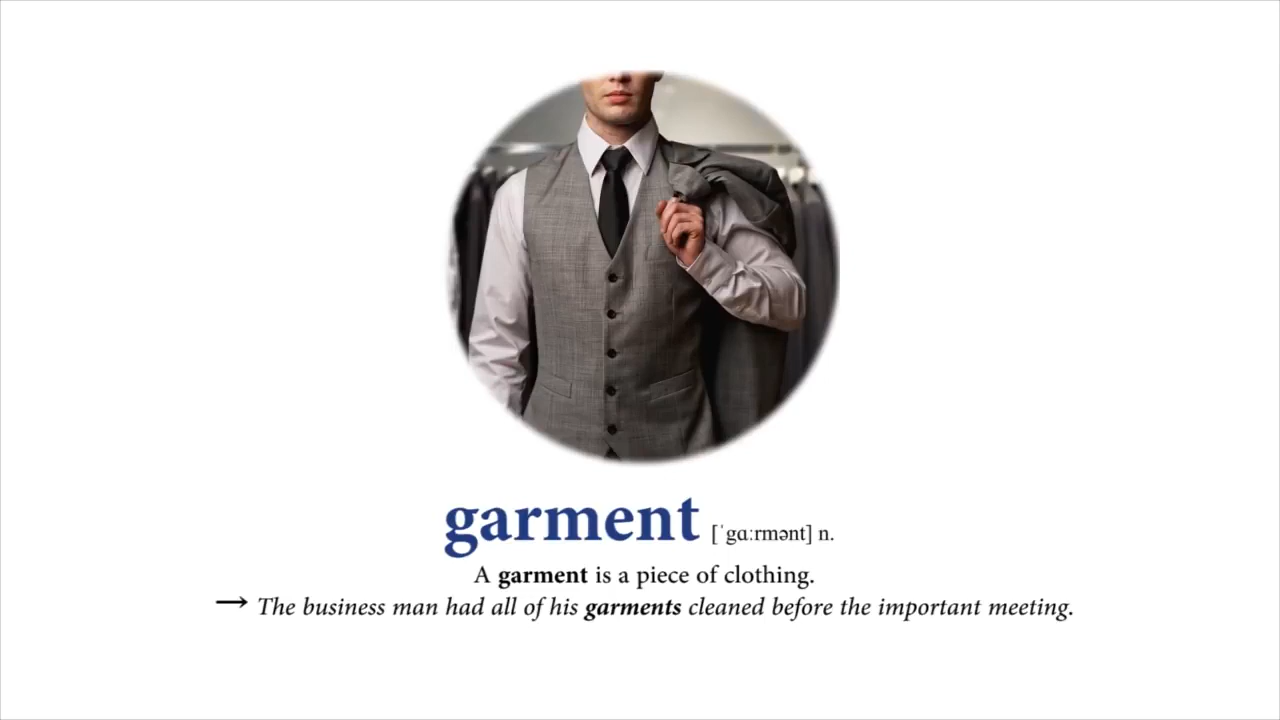 garment [ˈgɑːrmənt] n.
A garment is a piece of clothing.
→ The business man had all of his garments cleaned before the important meeting.